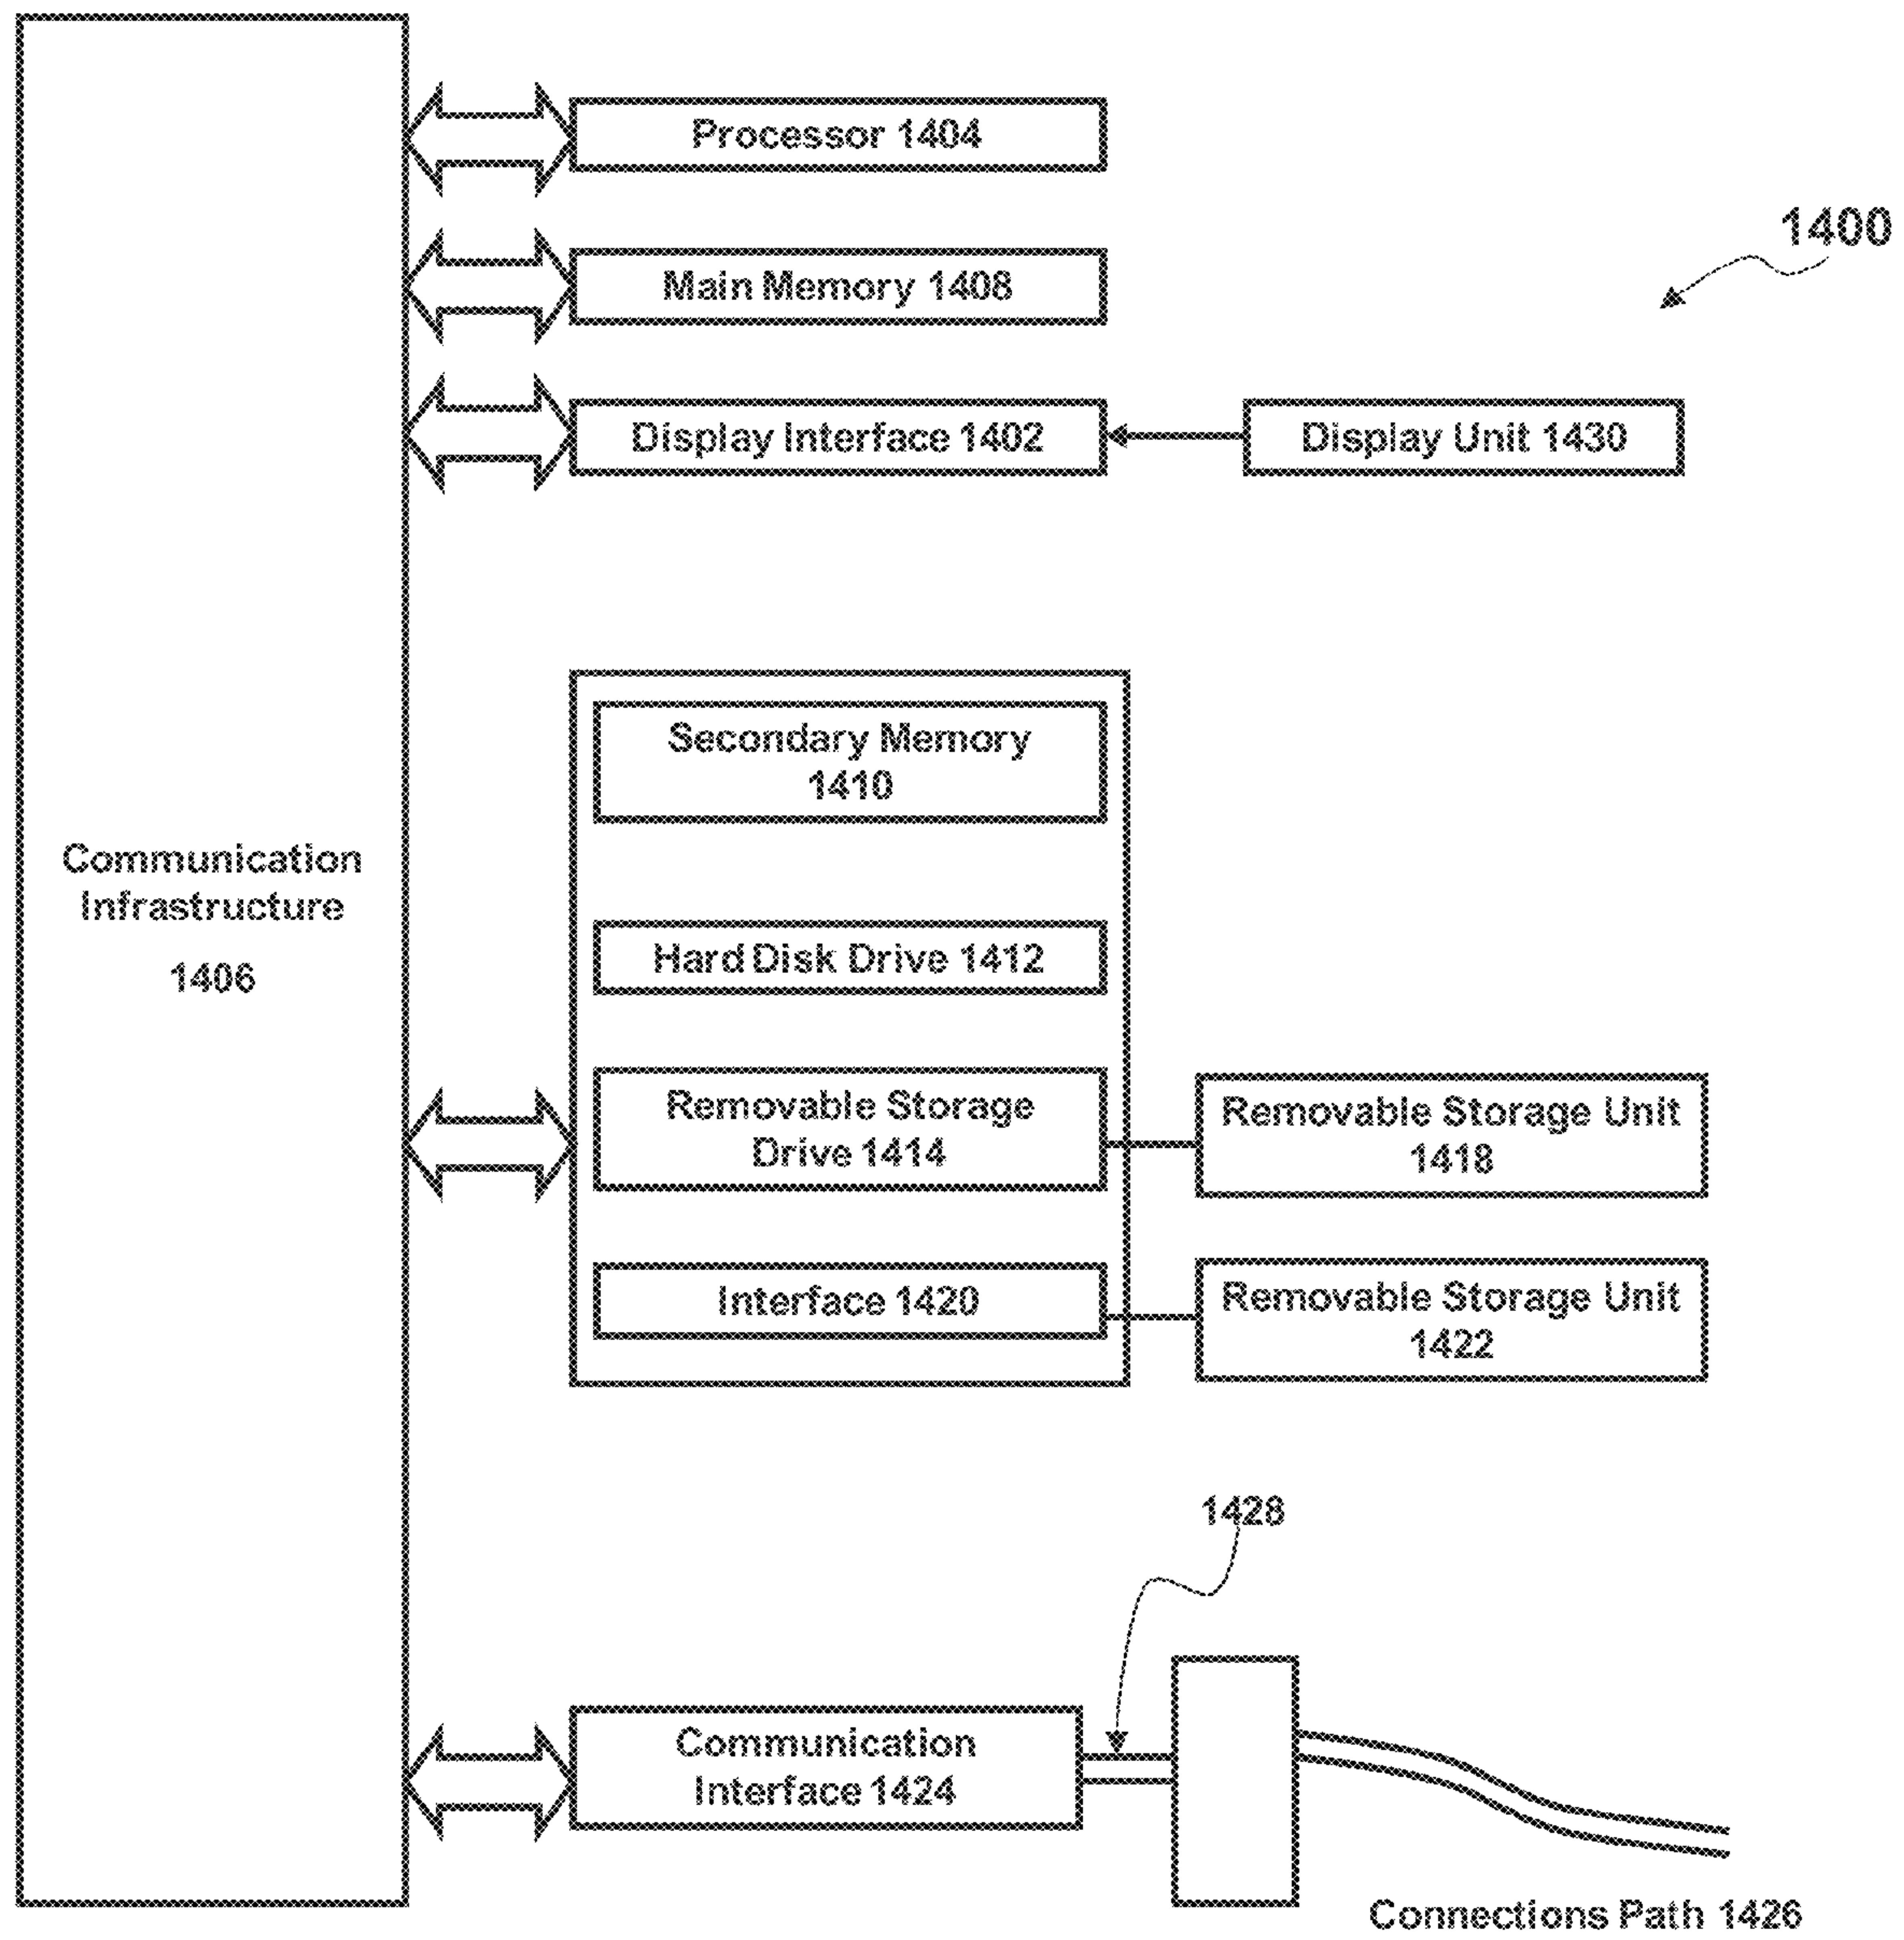 Processor 1404
1400
Main Memory 1408
Display Interface 1402
Display Unit 1430
Secondary Memory
1410
Communication
Infrastructure
1406
Hard Disk Drive 1412
Removable Storage
Drive 1414
Removable Storage Unit
1418
Interface 1420
Removable Storage Unit
1422
1428
Communication
Interface 1424
Connections Path 1426